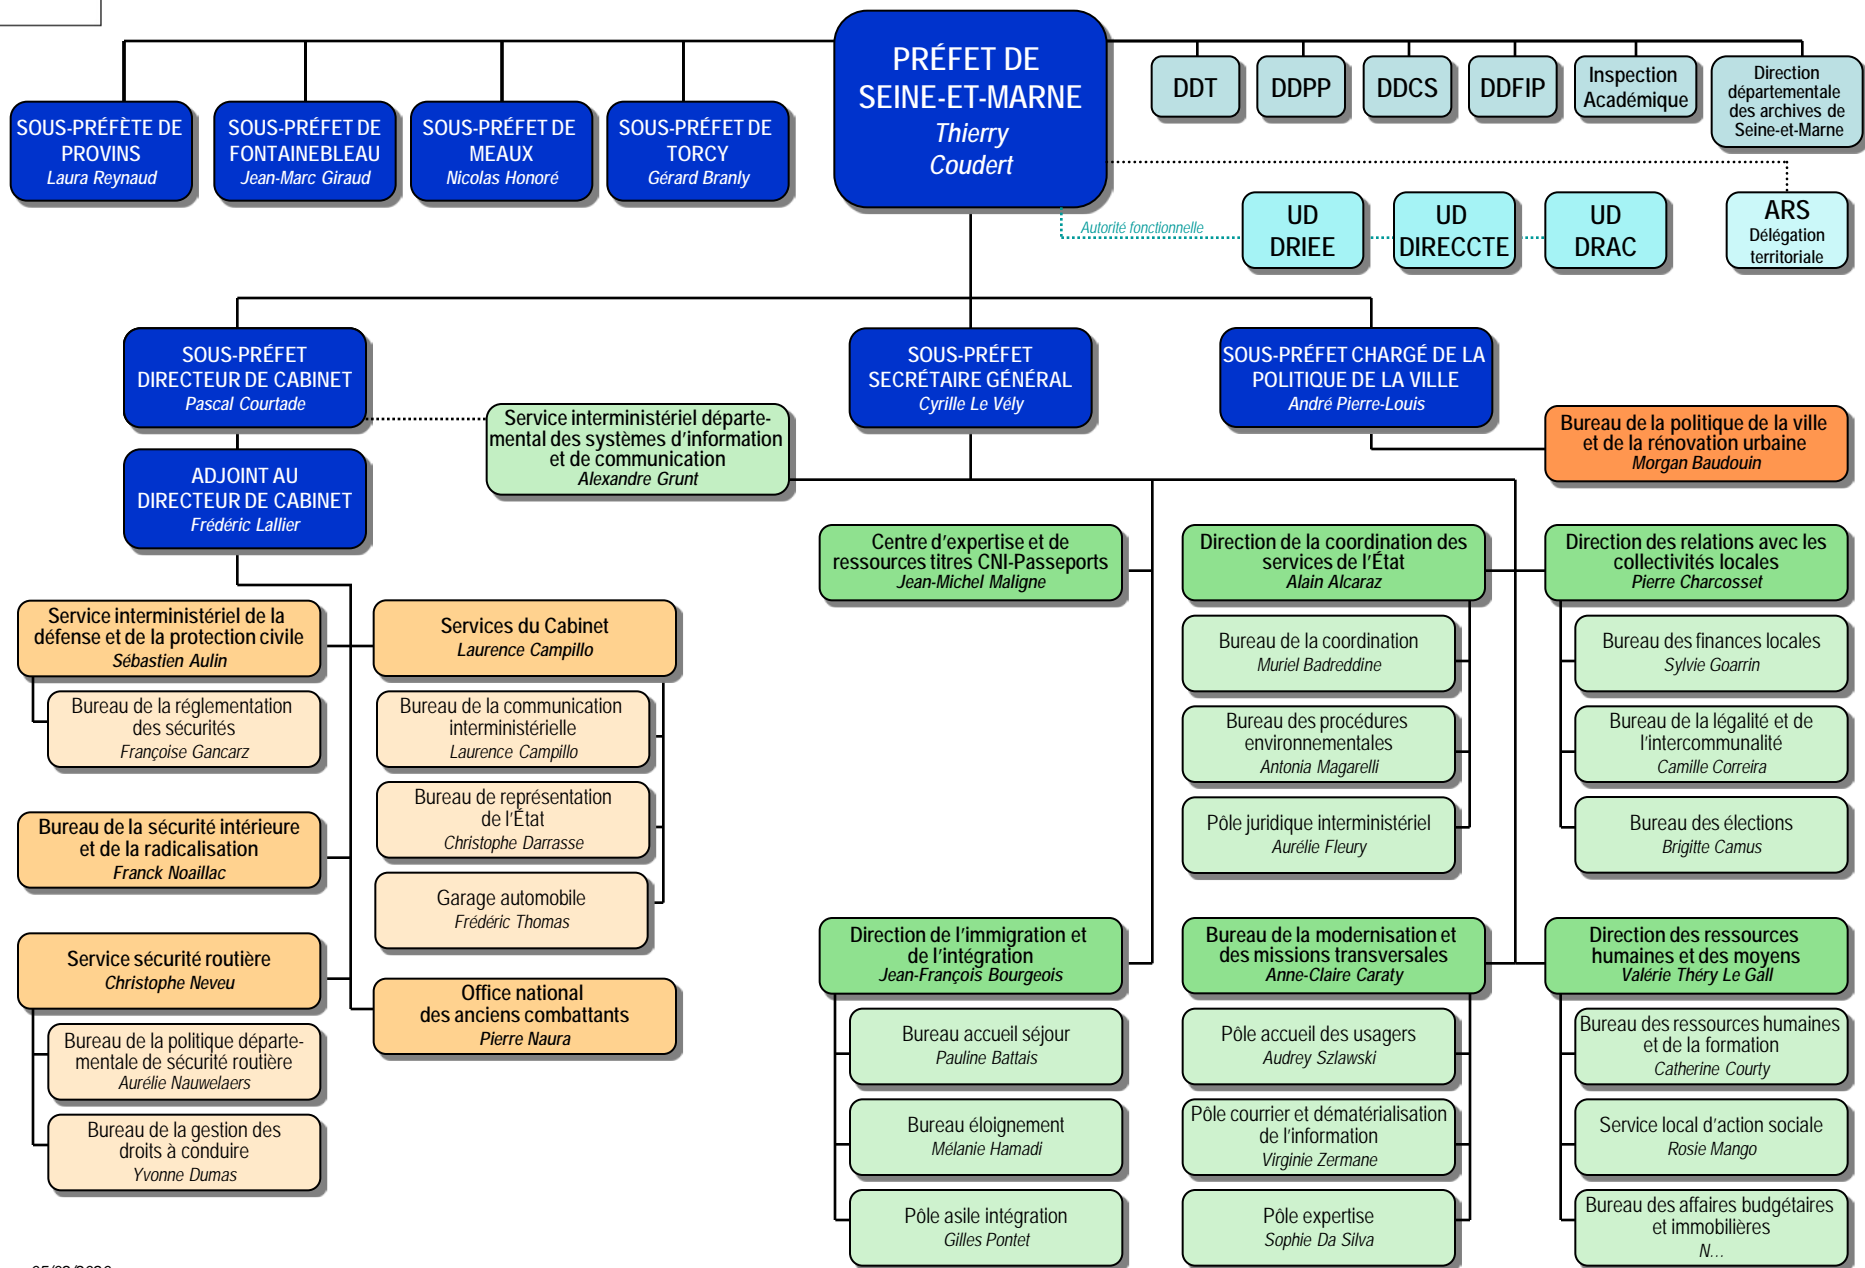 PRÉFET DE
SEINE-ET-MARNE
Thierry
Coudert
SOUS-PRÉFÈTE DE
PROVINS
Laura Reynaud
SOUS-PRÉFET DE
FONTAINEBLEAU
Jean-Marc Giraud
SOUS-PRÉFET DE
MEAUX
Nicolas Honoré
SOUS-PRÉFET DE
TORCY
Gérard Branly
DDT
DDPP
DDCS
DDFIP
Inspection
Académique
Direction
départementale
des archives de
Seine-et-Marne
Autorité fonctionnelle
UD
DRIEE
UD
DIRECCTE
UD
DRAC
ARS
Délégation
territoriale
SOUS-PRÉFET
DIRECTEUR DE CABINET
Pascal Courtade
SOUS-PRÉFET
SECRÉTAIRE GÉNÉRAL
Cyrille Le Vély
SOUS-PRÉFET CHARGÉ DE LA
POLITIQUE DE LA VILLE
André Pierre-Louis
Service interministériel départe-
mental des systèmes d'information
et de communication
Alexandre Grunt
Bureau de la politique de la ville
et de la rénovation urbaine
Morgan Baudouin
ADJOINT AU
DIRECTEUR DE CABINET
Frédéric Lallier
Service interministériel de la
défense et de la protection civile
Sébastien Aulin
Bureau de la réglementation
des sécurités
Françoise Gancarz
Bureau de la sécurité intérieure
et de la radicalisation
Franck Noaillac
Service sécurité routière
Christophe Neveu
Bureau de la politique départe-
mentale de sécurité routière
Aurélie Nauwelaers
Bureau de la gestion des
droits à conduire
Yvonne Dumas
Services du Cabinet
Laurence Campillo
Bureau de la communication
interministérielle
Laurence Campillo
Bureau de représentation
de l'État
Christophe Darrasse
Garage automobile
Frédéric Thomas
Office national
des anciens combattants
Pierre Naura
Centre d'expertise et de
ressources titres CNI-Passeports
Jean-Michel Maligne
Direction de la coordination des
services de l'État
Alain Alcaraz
Bureau de la coordination
Muriel Badreddine
Bureau des procédures
environnementales
Antonia Magarelli
Pôle juridique interministériel
Aurélie Fleury
Direction des relations avec les
collectivités locales
Pierre Charcosset
Bureau des finances locales
Sylvie Goarrin
Bureau de la légalité et de
l'intercommunalité
Camille Correira
Bureau des élections
Brigitte Camus
Direction de l'immigration et
de l'intégration
Jean-François Bourgeois
Bureau accueil séjour
Pauline Battais
Bureau éloignement
Mélanie Hamadi
Pôle asile intégration
Gilles Pontet
Bureau de la modernisation et
des missions transversales
Anne-Claire Caraty
Pôle accueil des usagers
Audrey Szlawski
Pôle courrier et dématérialisation
de l'information
Virginie Zermane
Pôle expertise
Sophie Da Silva
Direction des ressources
humaines et des moyens
Valérie Théry Le Gall
Bureau des ressources humaines
et de la formation
Catherine Courty
Service local d'action sociale
Rosie Mango
Bureau des affaires budgétaires
et immobilières
N...